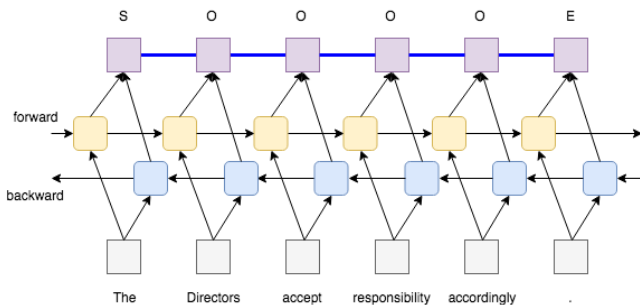 S O O O O E
forward
backward
The Directors accept responsibility accordingly .